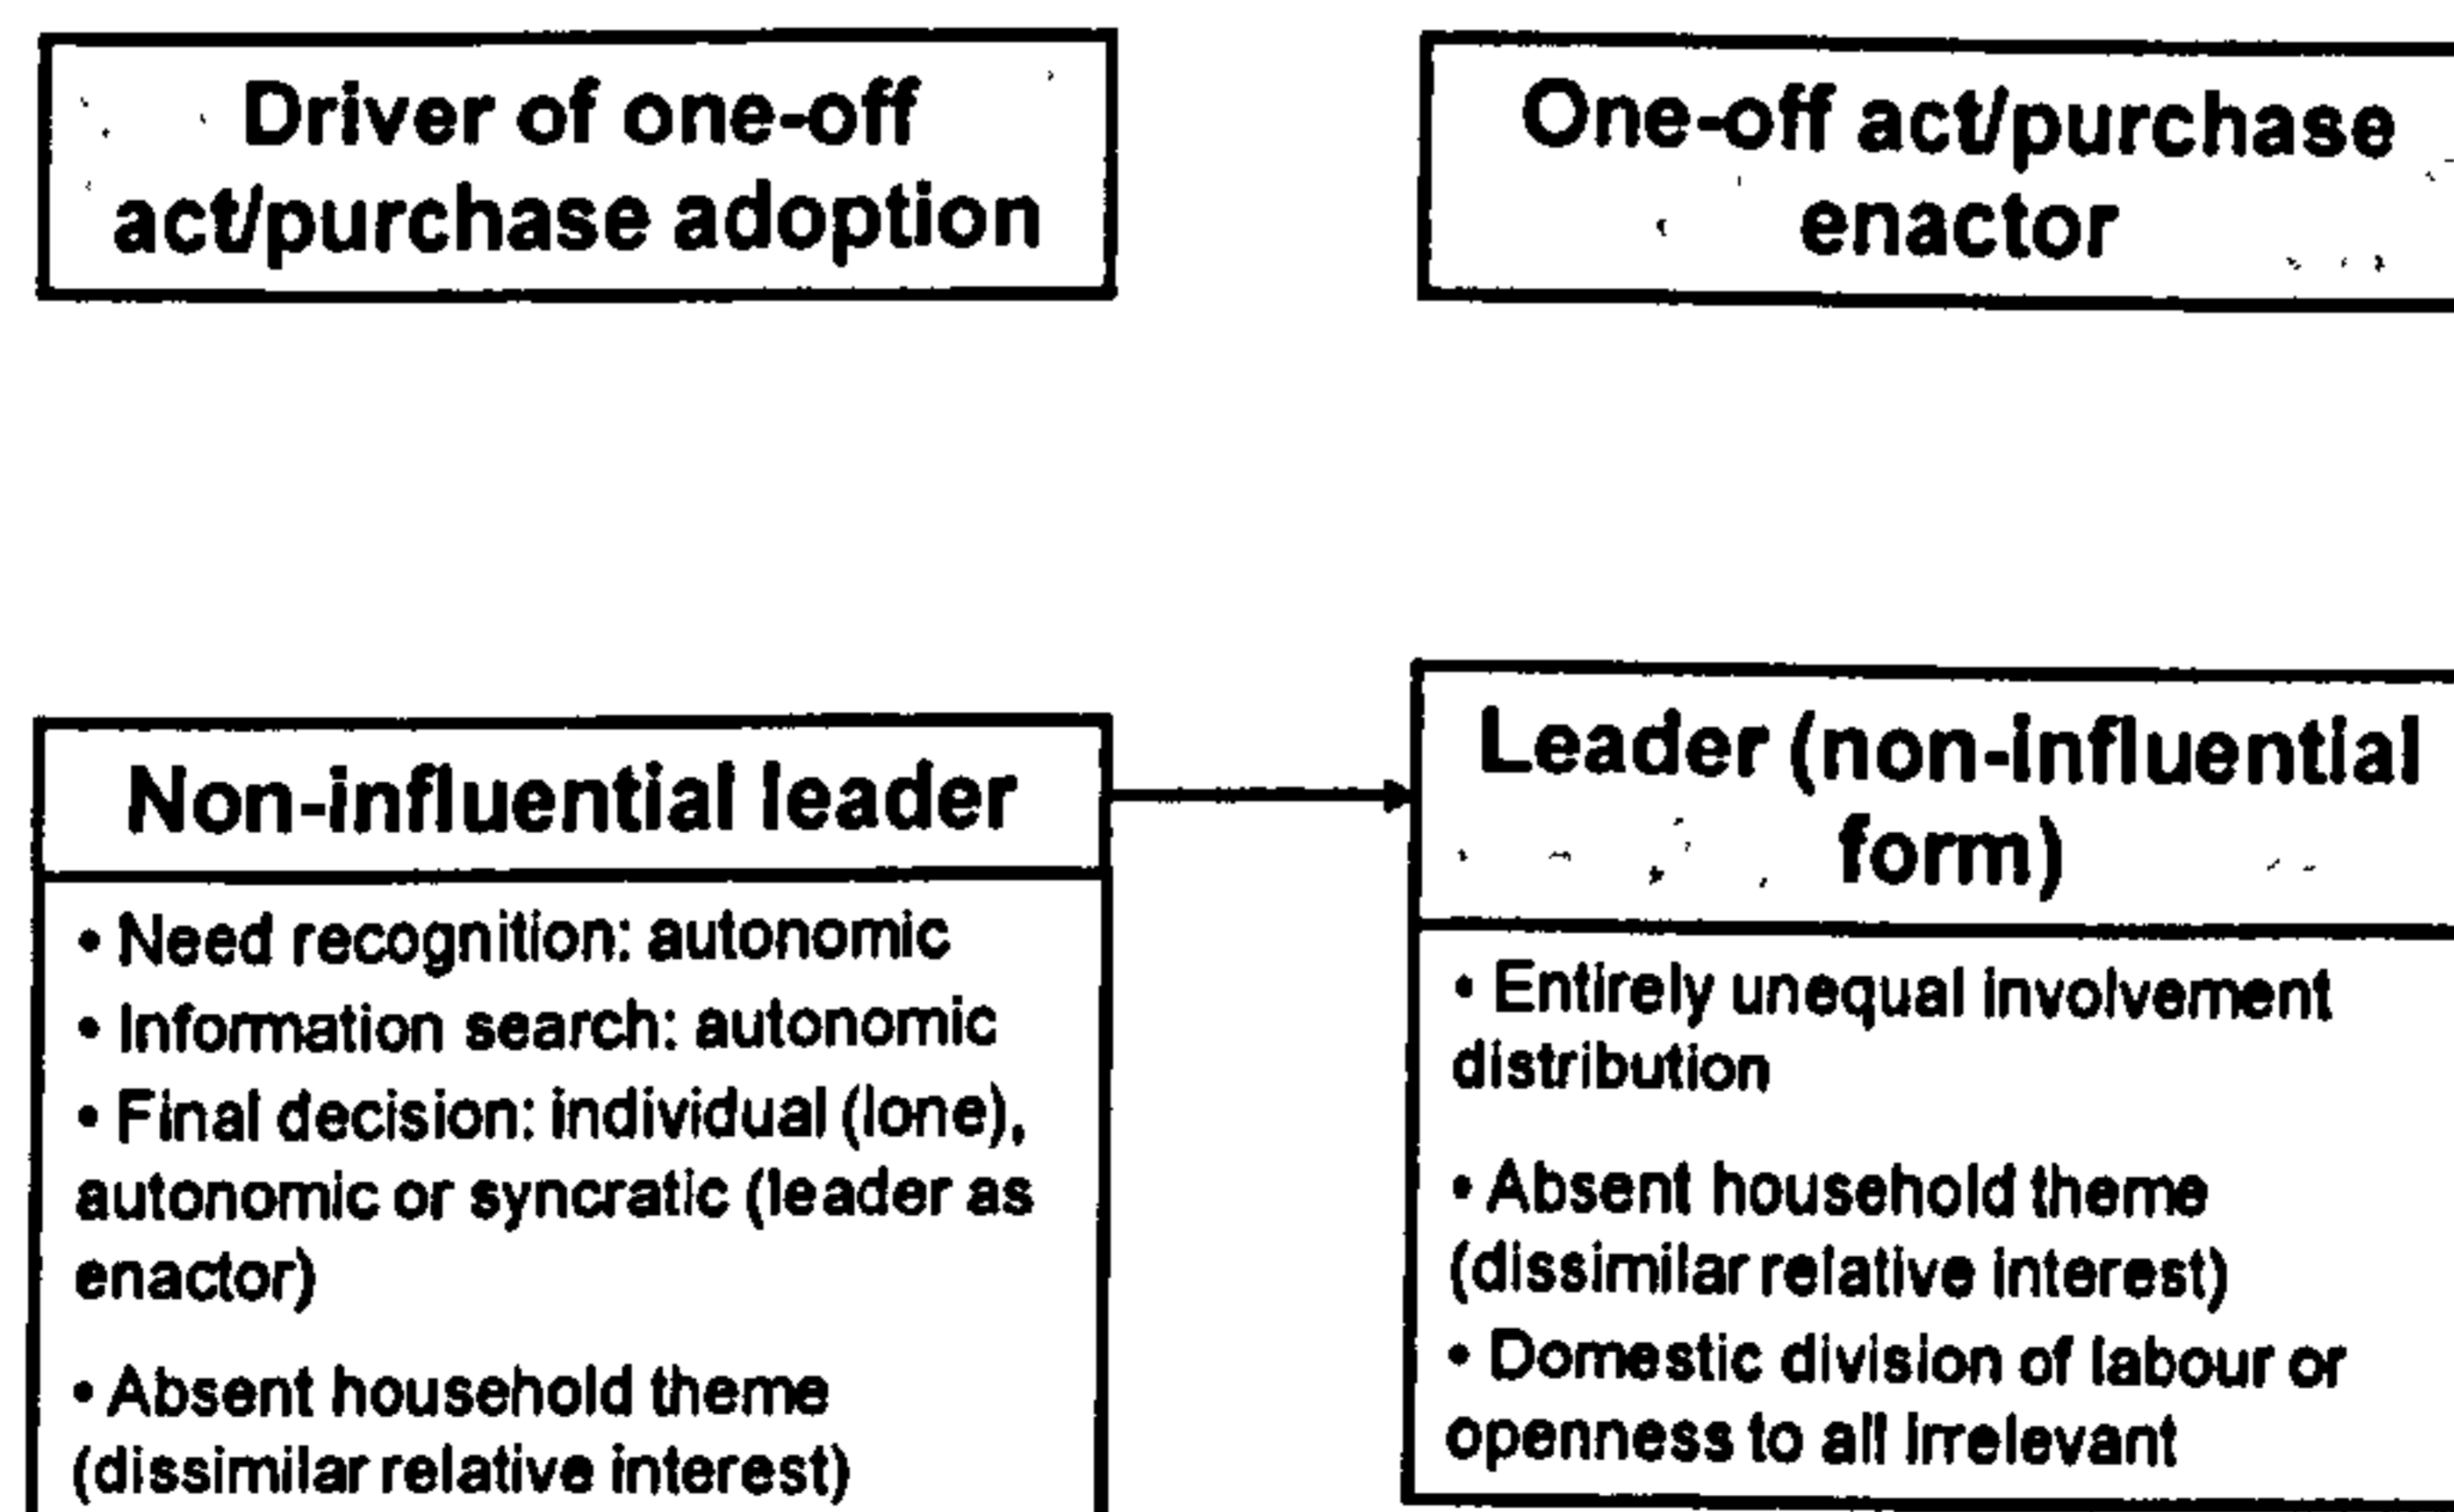 Driver of one-off
act/purchase adoption
One-off act/purchase
enactor
Non-influential leader
• Need recognition: autonomic
• Information search: autonomic
• Final decision: individual (lone),
autonomic or syncratic (leader as
enactor)
• Absent household theme
(dissimilar relative interest)
Leader (non-influential
form)
• Entirely unequal involvement
distribution
• Absent household theme
(dissimilar relative interest)
• Domestic division of labour or
openness to all irrelevant